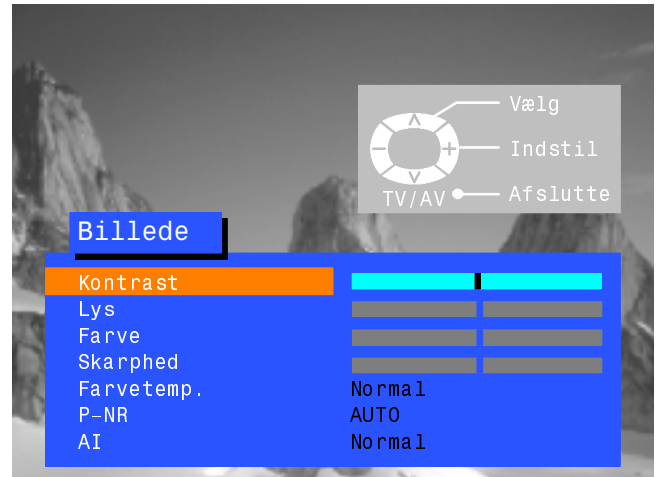 Vælg
Indstil
TV/AV Afslutte
Billede
Kontrast
Lys
Farve
Skarphed
Farvetemp. Normal
P-NR AUTO
AI Normal